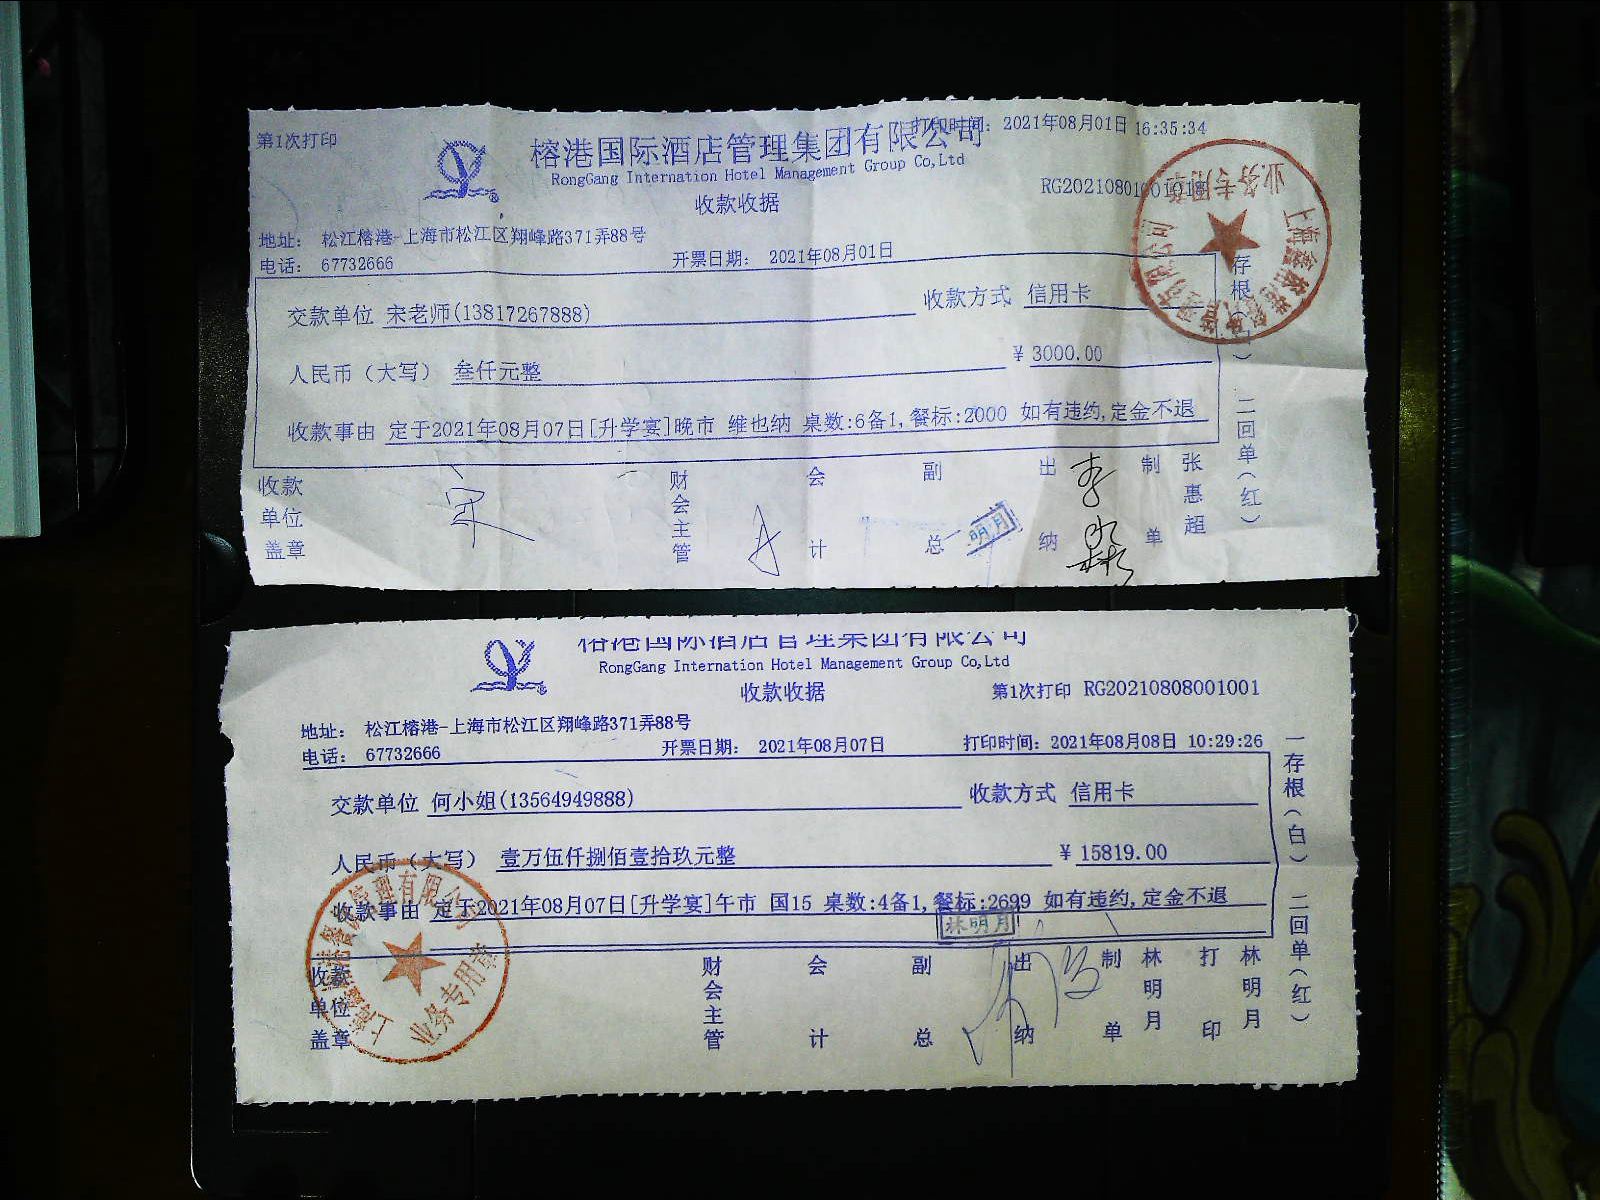 第1次打印
榕港国际酒店管理集团有限公司
打印时间: 2021年08月01日 16:35:34
RongGang Internation Hotel Management Group Co,Ltd
收款收据
地址: 松江榕港-上海市松江区翔峰路371弄88号
电话: 67732666
开票日期: 2021年08月01日
交款单位 宋老师(13817267888)
收款方式 信用卡
人民币（大写） 叁仟元整
¥ 3000.00
收款事由 定于2021年08月07日[升学宴]晚市 维也纳 桌数:6备1,餐标:2000 如有违约,定金不退
收款单位盖章
宋
财会主管
会计
副总
明月
出纳
制单
张惠超
存根
二回单(红)
业务专用章
榕港国际酒店管理集团有限公司
RongGang Internation Hotel Management Group Co,Ltd
收款收据
第1次打印 RG20210808001001
地址: 松江榕港-上海市松江区翔峰路371弄88号
电话: 67732666
开票日期: 2021年08月07日
打印时间: 2021年08月08日 10:29:26
交款单位 何小姐(13564949888)
收款方式 信用卡
人民币（大写） 壹万伍仟捌佰壹拾玖元整
¥ 15819.00
收款事由 定于2021年08月07日[升学宴]午市 国15 桌数:4备1,餐标:2699 如有违约,定金不退
林明月
收款单位盖章
财会主管
会计
副总
出纳
制单
林明月
打印
林明月
一存根(白) 二回单(红)
业务专用章